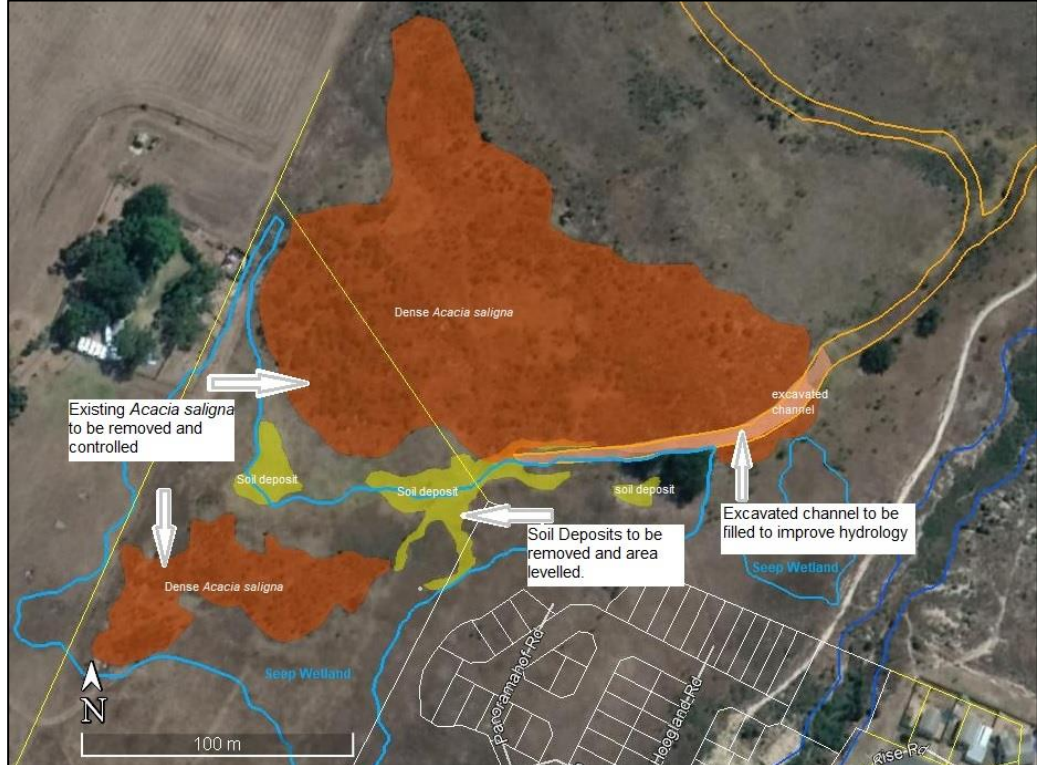 Dense Acacia saligna
excavated
channel
Existing Acacia saligna
to be removed and
controlled
Soil deposit
Soil deposit
soil deposit
Excavated channel to be
filled to improve hydrology
Soil Deposits to be
removed and area
levelled.
Seep Wetland
Dense Acacia saligna
Seep Wetland
Panoramahof-Rd
Hoogland-Rd
Rise-Rd
N
100 m